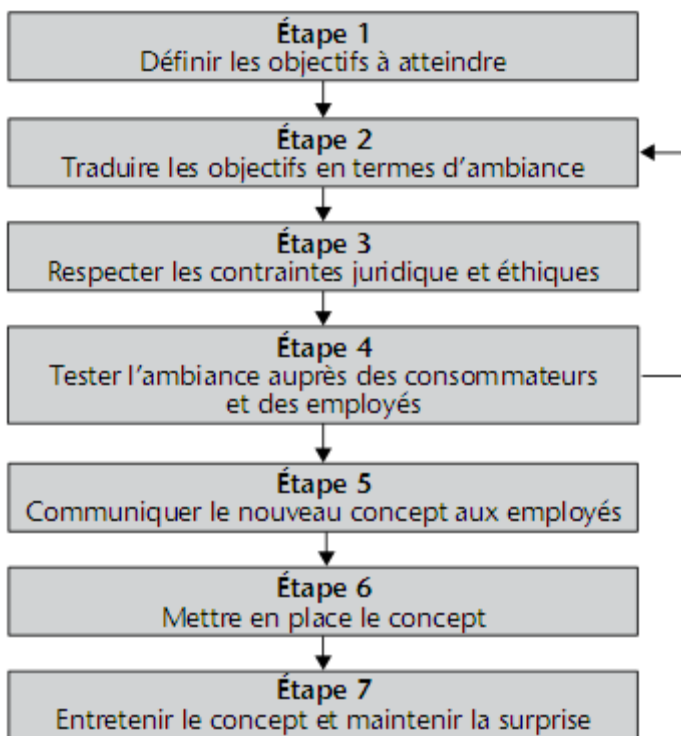 Étape 1
Définir les objectifs à atteindre
Étape 2
Traduire les objectifs en termes d'ambiance
Étape 3
Respecter les contraintes juridique et éthiques
Étape 4
Tester l'ambiance auprès des consommateurs
et des employés
Étape 5
Communiquer le nouveau concept aux employés
Étape 6
Mettre en place le concept
Étape 7
Entretenir le concept et maintenir la surprise